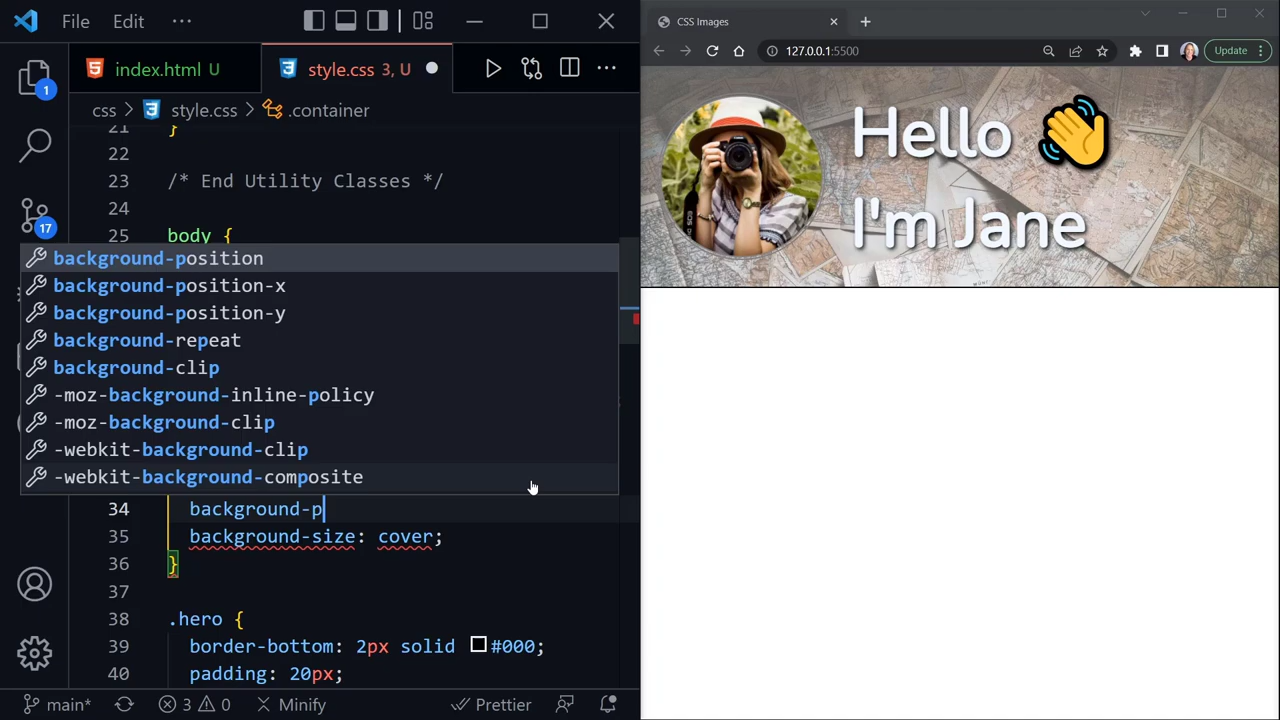 File Edit ···
CSS Images
index.html U
style.css 3, U
127.0.0.1:5500
Update
1
css > style.css > .container
21 }
22
23 /* End Utility Classes */
24
25 body {
17
background-position
background-position-x
background-position-y
background-repeat
background-clip
-moz-background-inline-policy
-moz-background-clip
-webkit-background-clip
-webkit-background-composite
34 background-p
35 background-size: cover;
36 }
37
38 .hero {
39 border-bottom: 2px solid #000;
40 padding: 20px;
main* 3 0 Minify Prettier
Hello 👋
I'm Jane